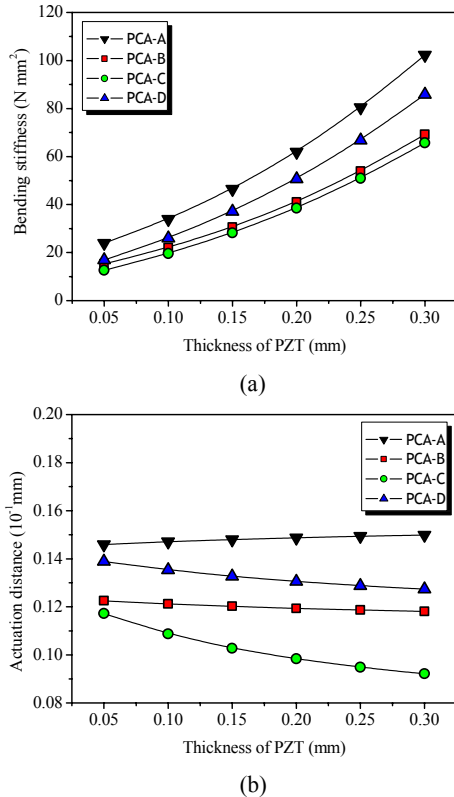 120
100
80
60
40
20
0
Bending stiffness (N mm²)
PCA-A
PCA-B
PCA-C
PCA-D
0.05 0.10 0.15 0.20 0.25 0.30
Thickness of PZT (mm)
(a)
0.20
0.18
0.16
0.14
0.12
0.10
0.08
Actuation distance (10⁻¹mm)
PCA-A
PCA-B
PCA-C
PCA-D
0.05 0.10 0.15 0.20 0.25 0.30
Thickness of PZT (mm)
(b)